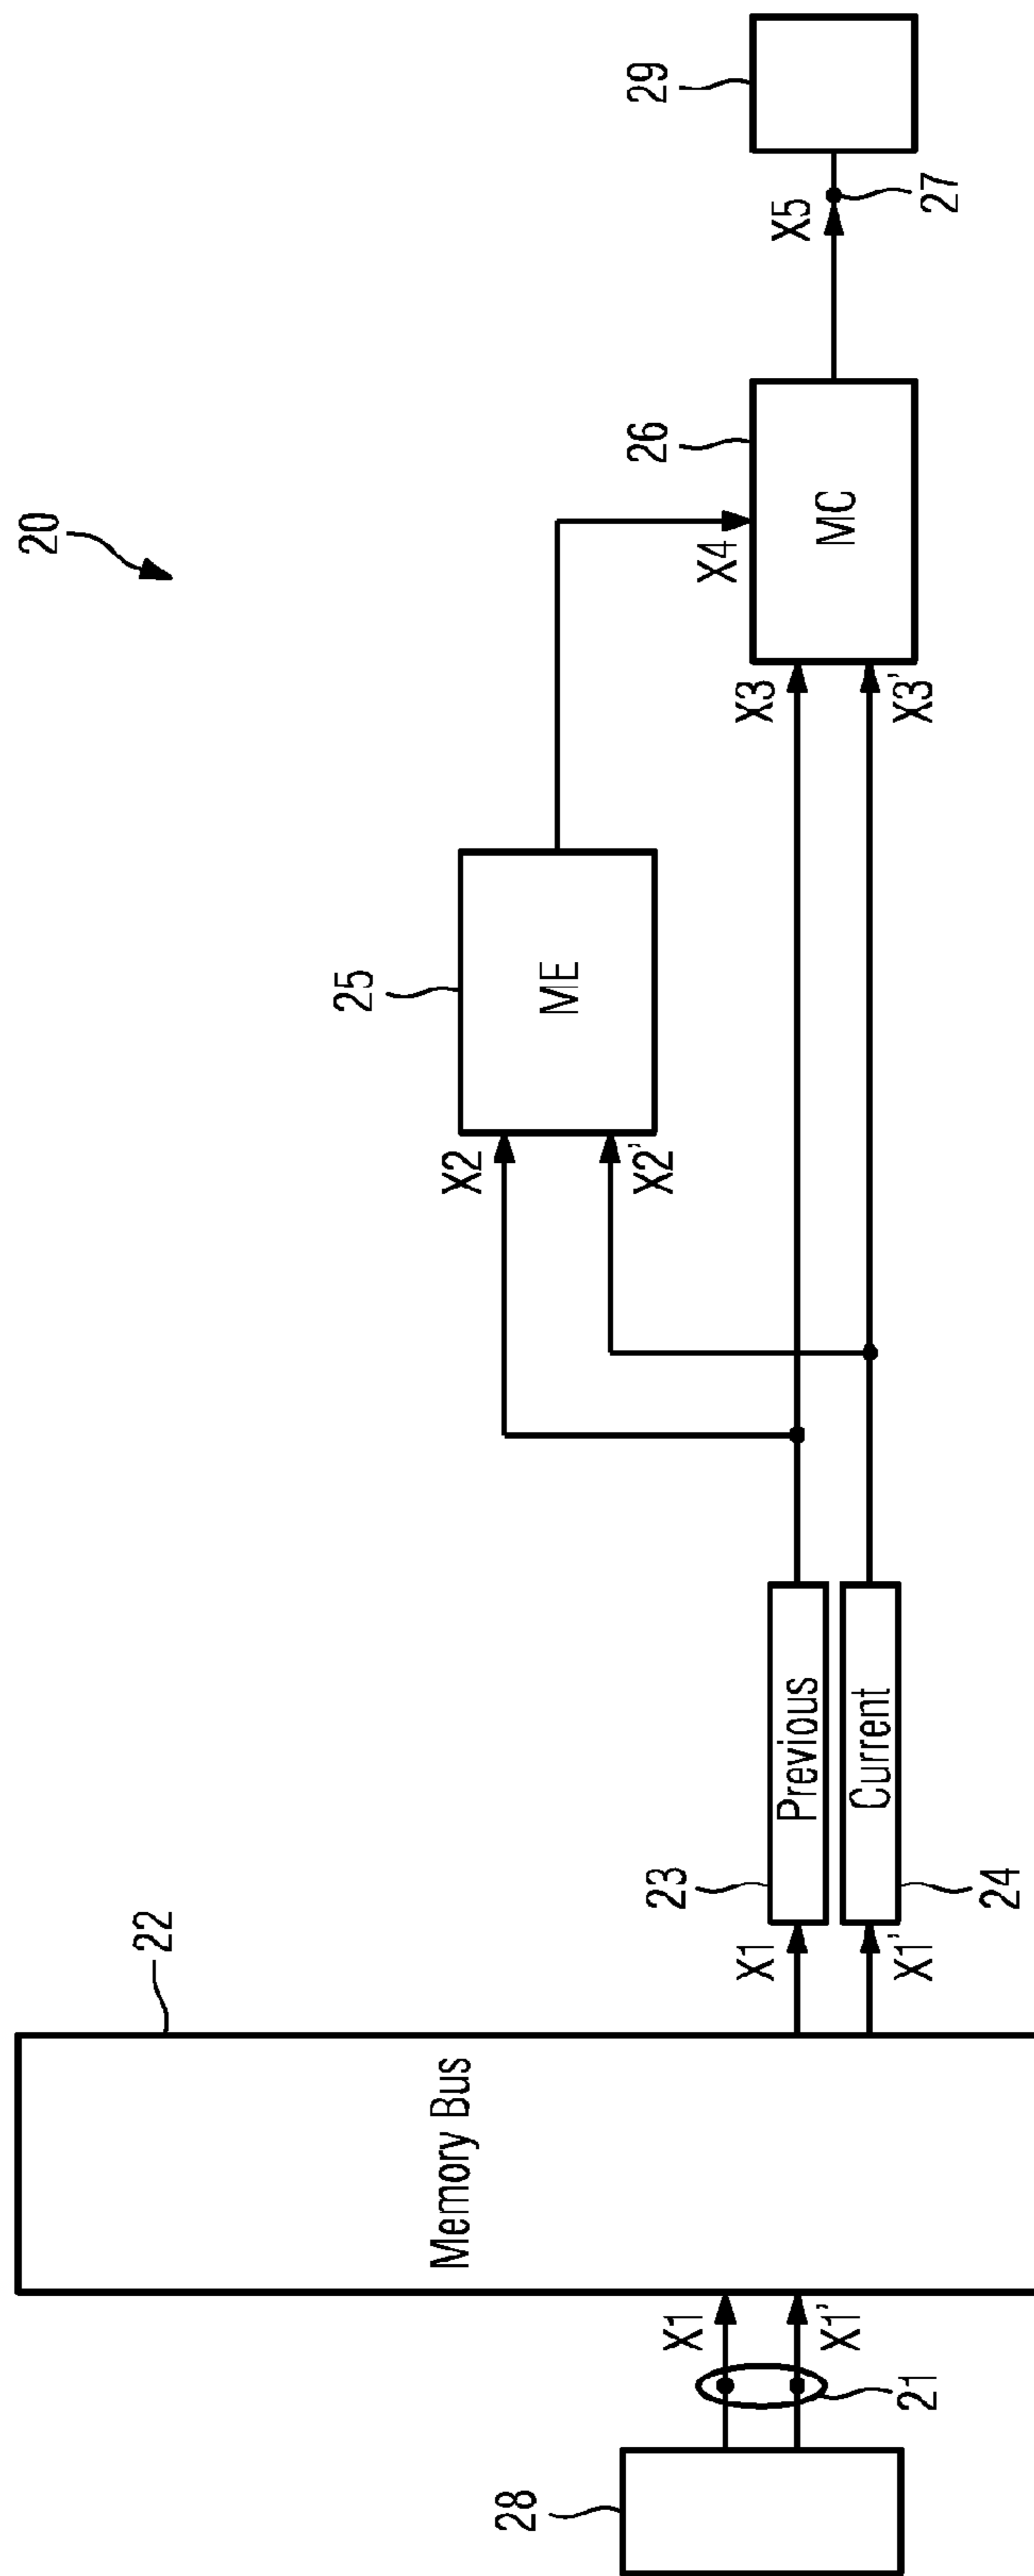 20
22
Memory Bus
28
X1
X1'
21
X1
X1'
23
Previous
Current
24
X2
X2'
25
ME
X3
X3'
X4
26
MC
X5
27
29